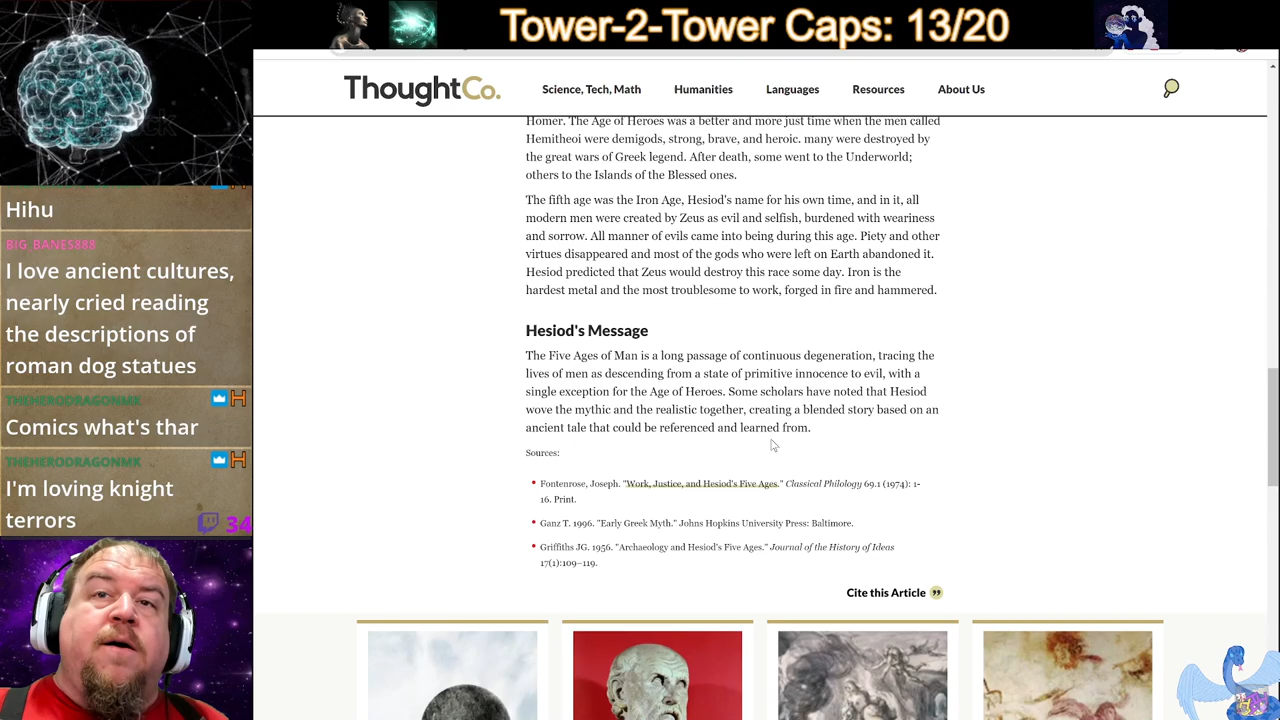 Tower-2-Tower Caps: 13/20
ThoughtCo.
Science, Tech, Math
Humanities
Languages
Resources
About Us
Hihu
BIG_BANES888
I love ancient cultures,
nearly cried reading
the descriptions of
roman dog statues
THEHERODRAGONMK
Comics what's thar
THEHERODRAGONMK
I'm loving knight
terrors
34
Homer. The Age of Heroes was a better and more just time when the men called
Hemitheoi were demigods, strong, brave, and heroic. many were destroyed by
the great wars of Greek legend. After death, some went to the Underworld;
others to the Islands of the Blessed ones.
The fifth age was the Iron Age, Hesiod's name for his own time, and in it, all
modern men were created by Zeus as evil and selfish, burdened with weariness
and sorrow. All manner of evils came into being during this age. Piety and other
virtues disappeared and most of the gods who were left on Earth abandoned it.
Hesiod predicted that Zeus would destroy this race some day. Iron is the
hardest metal and the most troublesome to work, forged in fire and hammered.
Hesiod's Message
The Five Ages of Man is a long passage of continuous degeneration, tracing the
lives of men as descending from a state of primitive innocence to evil, with a
single exception for the Age of Heroes. Some scholars have noted that Hesiod
wove the mythic and the realistic together, creating a blended story based on an
ancient tale that could be referenced and learned from.
Sources:
Fontenrose, Joseph. "Work, Justice, and Hesiod's Five Ages." Classical Philology 69.1 (1974): 1-
16. Print.
Ganz T. 1996. "Early Greek Myth." Johns Hopkins University Press: Baltimore.
Griffiths JG. 1956. "Archaeology and Hesiod's Five Ages." Journal of the History of Ideas
17(1):109–119.
Cite this Article